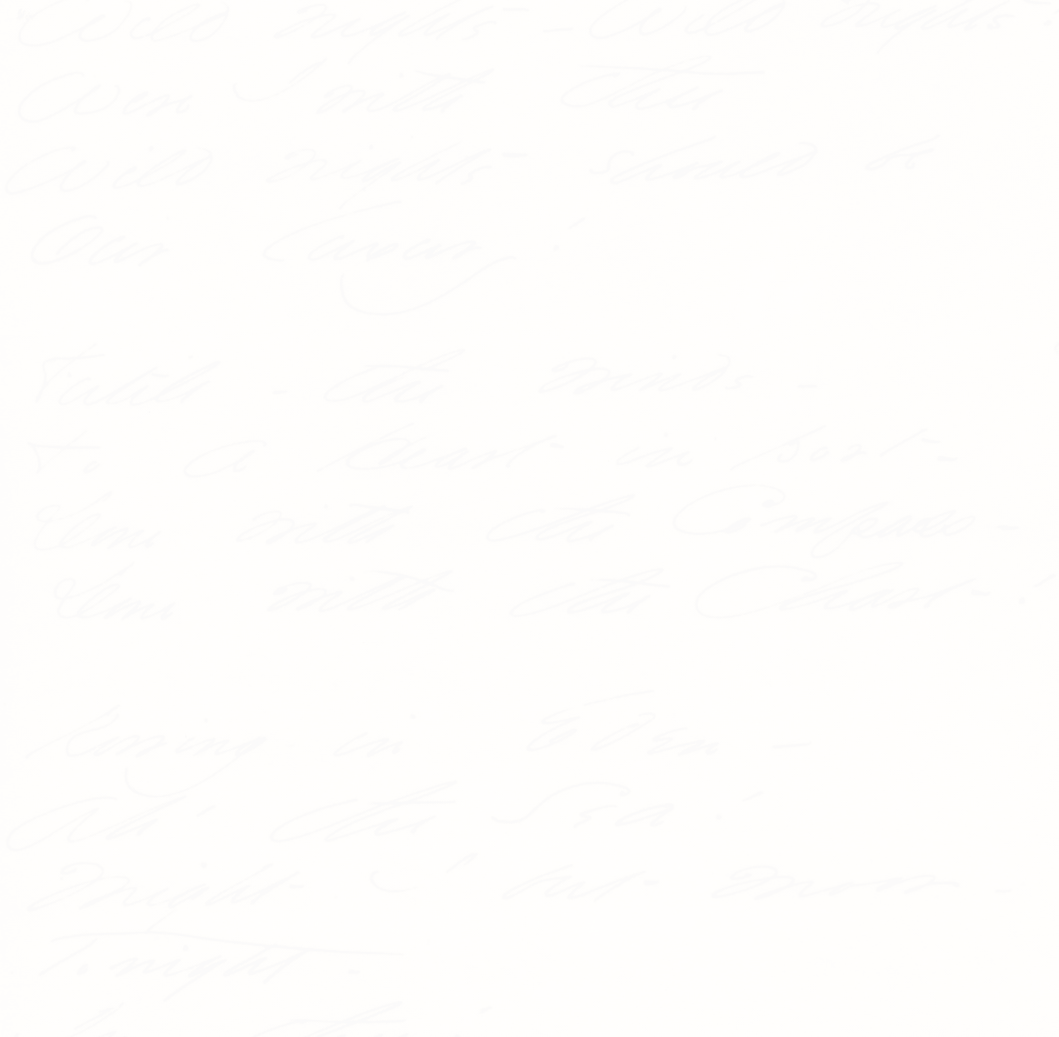 Wild nights - Wild nights!
Were I with thee
Wild nights should be
Our luxury!
Futile - the winds -
To a Heart in port -
Done with the Compass -
Done with the Chart!
Rowing in Eden -
Ah - the Sea!
Might I but moor -
Tonight -
In thee!